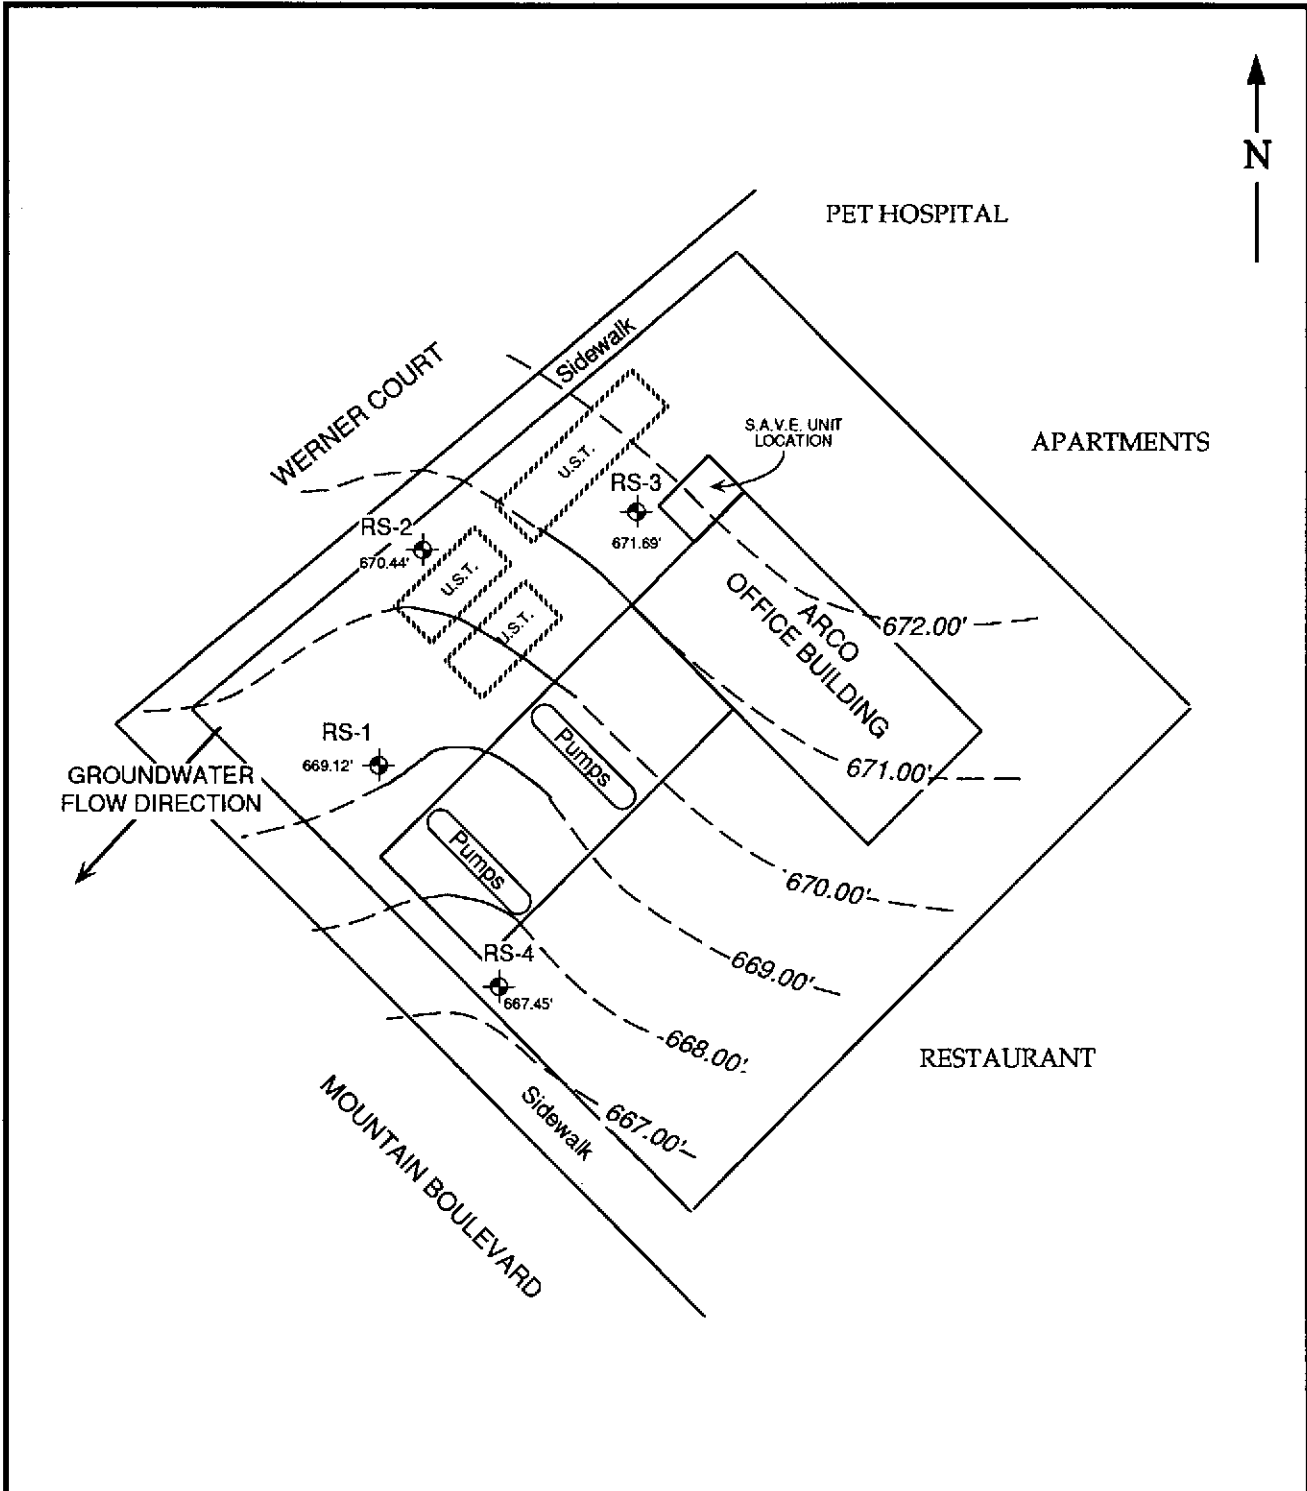 N
PET HOSPITAL
Sidewalk
WERNER COURT
S.A.V.E. UNIT
LOCATION
APARTMENTS
U.S.T.
RS-3
671.69'
RS-2
670.44'
U.S.T.
U.S.T.
ARCO
OFFICE BUILDING
672.00'
RS-1
669.12'
GROUNDWATER
FLOW DIRECTION
Pumps
671.00'
Pumps
670.00'
RS-4
667.45'
669.00'
668.00'
RESTAURANT
667.00'
Sidewalk
MOUNTAIN BOULEVARD